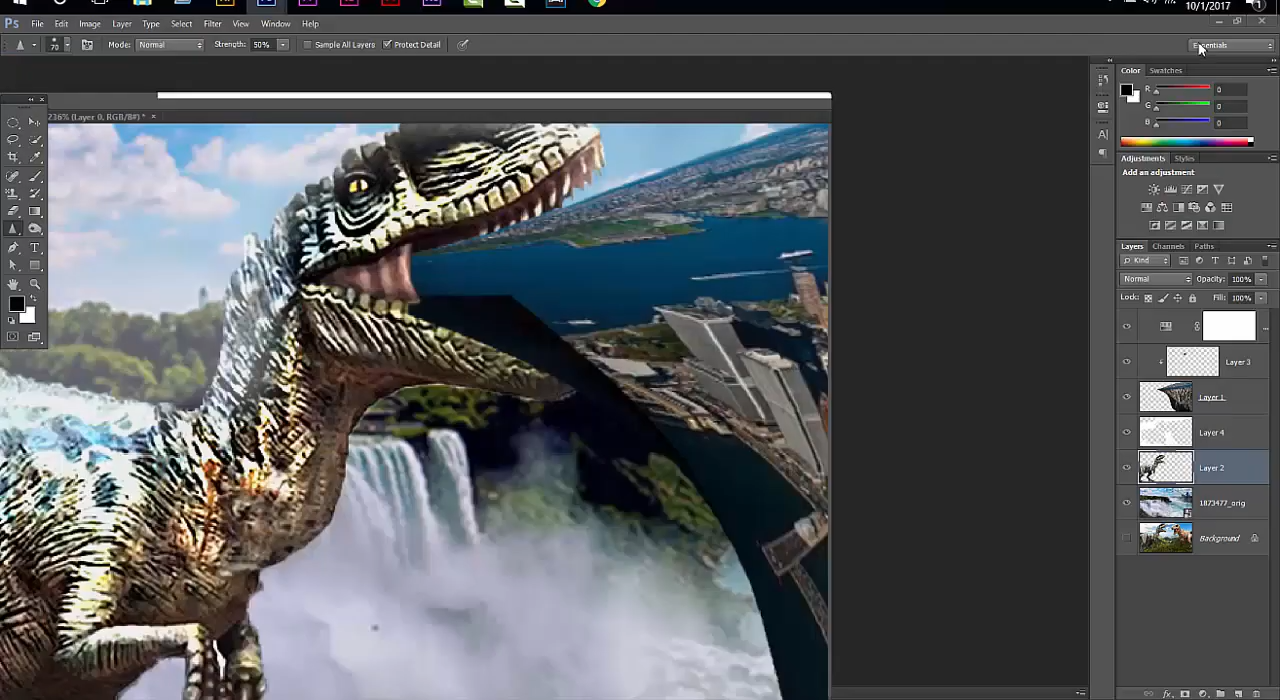 10/1/2017
Ps File Edit Image Layer Type Select Filter View Window Help
70 Mode: Normal Strength: 50% Sample All Layers Protect Detail Essentials
Color Swatches
R 0
G 0
B 0
236% (Layer 0, RGB/8#) * ×
Adjustments Styles
Add an adjustment
Layers Channels Paths
Kind
Normal Opacity: 100%
Lock: Fill: 100%
Layer 3
Layer 1
Layer 4
Layer 2
1873477_orig
Background